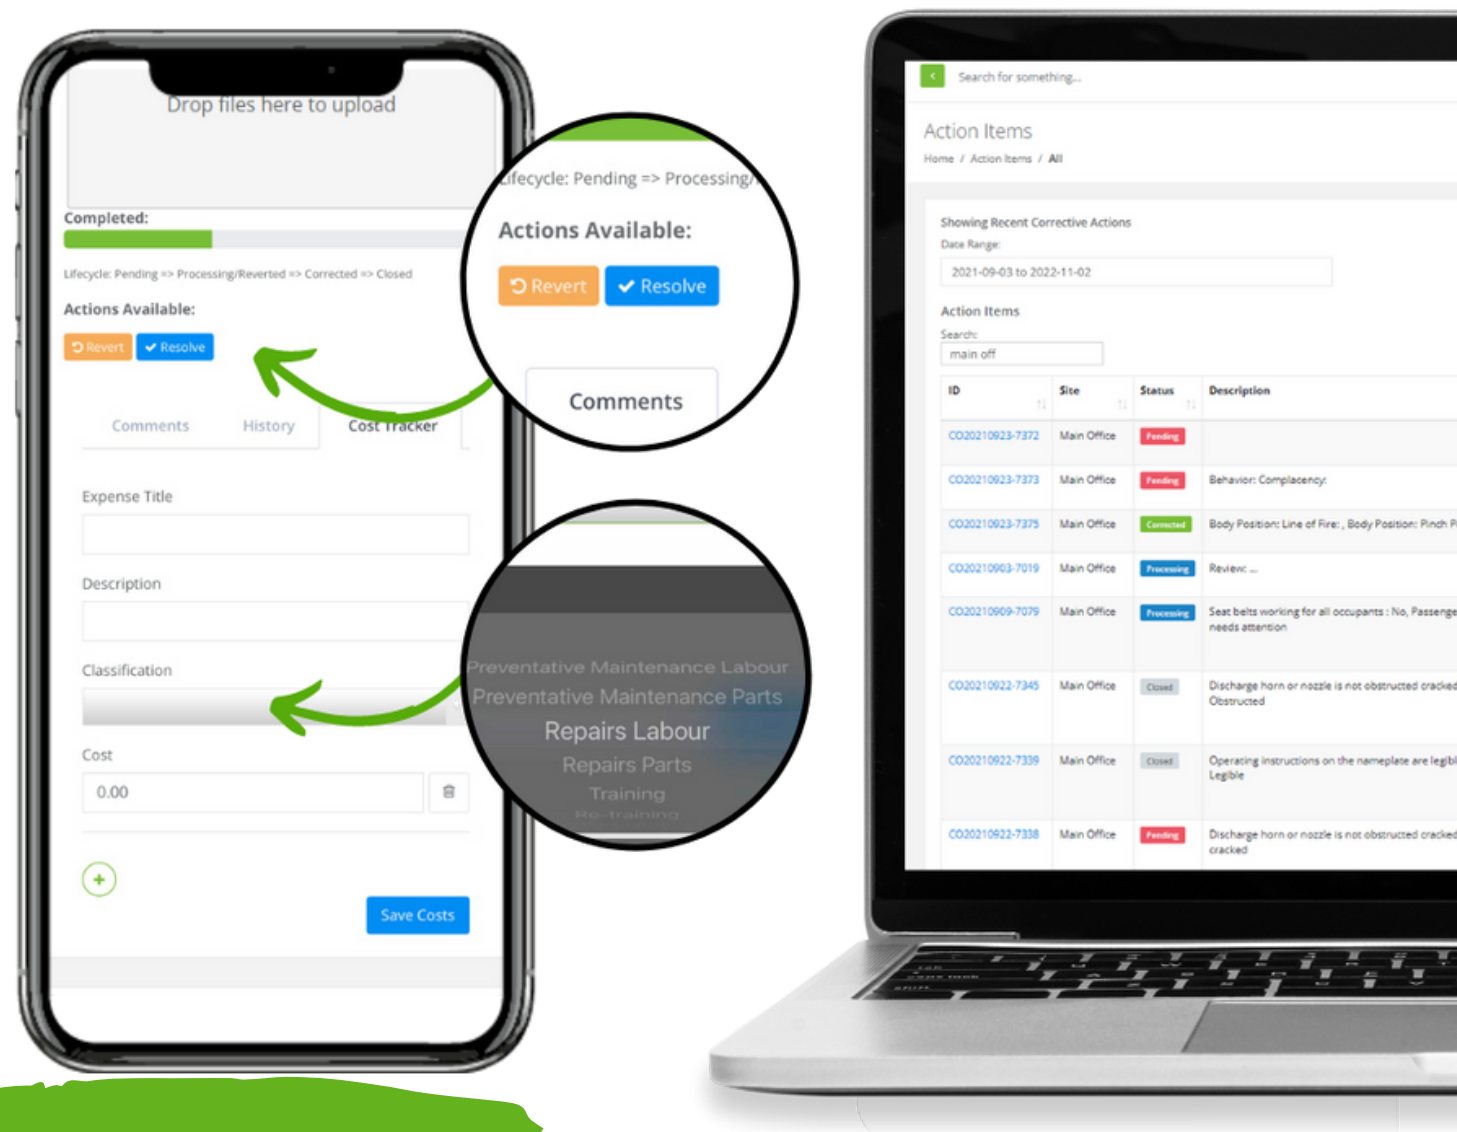 Drop files here to upload
Completed:
Lifecycle: Pending => Processing/Reverted => Corrected => Closed
Actions Available:
Revert
Resolve
Comments
History
Cost Tracker
Expense Title
Description
Classification
Cost
0.00
Save Costs
Lifecycle: Pending => Processing/
Actions Available:
Revert
Resolve
Comments
Preventative Maintenance Labour
Preventative Maintenance Parts
Repairs Labour
Repairs Parts
Training
Re-training
Search for something...
Action Items
Home / Action Items / All
Showing Recent Corrective Actions
Date Range:
2021-09-03 to 2022-11-02
Action Items
Search:
main off
ID Site Status Description
CO20210923-7372 Main Office Pending
CO20210923-7373 Main Office Pending Behavior: Complacency:
CO20210923-7375 Main Office Corrected Body Position: Line of Fire: , Body Position: Pinch P
CO20210903-7019 Main Office Processing Review: ...
CO20210909-7079 Main Office Processing Seat belts working for all occupants : No, Passenge
needs attention
CO20210922-7345 Main Office Closed Discharge horn or nozzle is not obstructed cracked
Obstructed
CO20210922-7339 Main Office Closed Operating instructions on the nameplate are legibl
Legible
CO20210922-7338 Main Office Pending Discharge horn or nozzle is not obstructed cracked
cracked